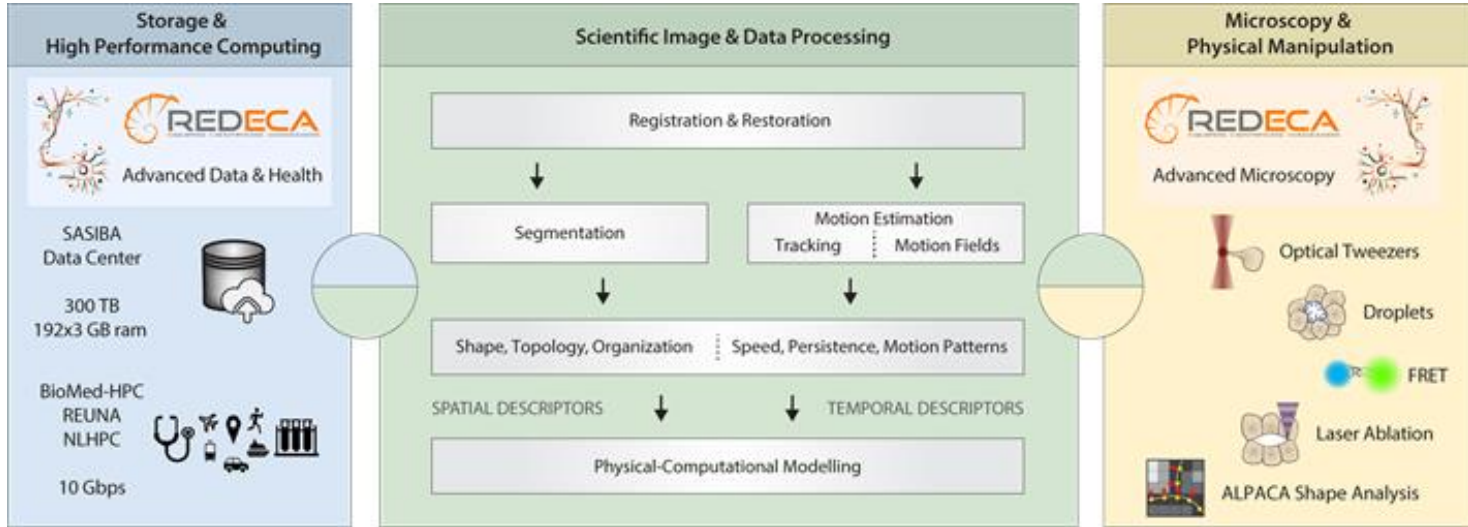 Storage &
High Performance Computing
REDECA
Advanced Data & Health
SASIBA
Data Center
300 TB
192x3 GB ram
BioMed-HPC
REUNA
NLHPC
10 Gbps
Scientific Image & Data Processing
Registration & Restoration
Segmentation
Motion Estimation
Tracking
Motion Fields
Shape, Topology, Organization
Speed, Persistence, Motion Patterns
SPATIAL DESCRIPTORS
TEMPORAL DESCRIPTORS
Physical-Computational Modelling
Microscopy &
Physical Manipulation
REDECA
Advanced Microscopy
Optical Tweezers
Droplets
FRET
Laser Ablation
ALPACA Shape Analysis